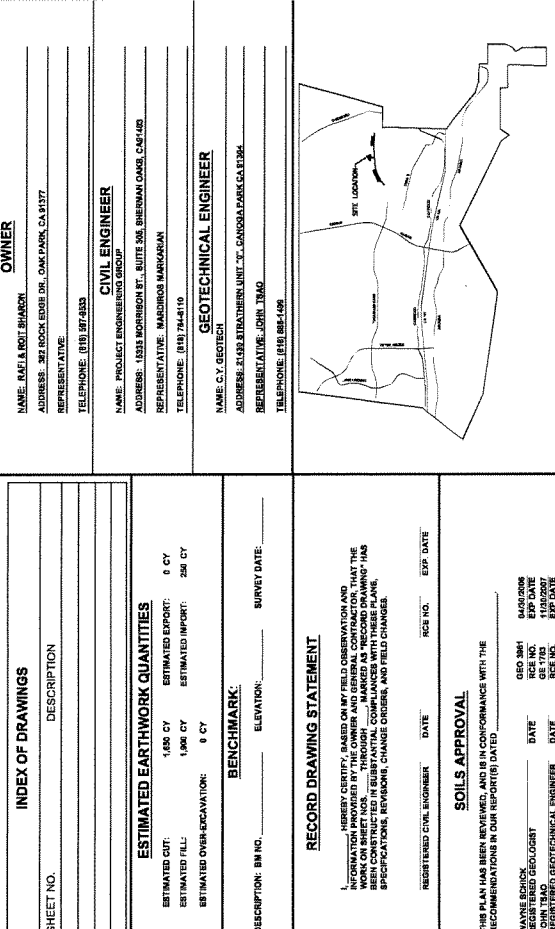 OWNER
NAME: RAFI & ROIT SHARON
ADDRESS: 382 ROCK EDGE DR., OAK PARK, CA 91377
REPRESENTATIVE:
TELEPHONE: (818) 597-0533
CIVIL ENGINEER
NAME: PROJECT ENGINEERING GROUP
ADDRESS: 15335 MORRISON ST., SUITE 305, SHERMAN OAKS, CA91403
REPRESENTATIVE: MARDIROS MARKARIAN
TELEPHONE: (818) 784-8110
GEOTECHNICAL ENGINEER
NAME: C.Y. GEOTECH
ADDRESS: 21430 STRATHERN UNIT "C", CANOGA PARK CA 91304
REPRESENTATIVE: JOHN TSAO
TELEPHONE: (818) 888-1499
SITE LOCATION
INDEX OF DRAWINGS
SHEET NO. DESCRIPTION
ESTIMATED EARTHWORK QUANTITIES
ESTIMATED CUT: 1,650 CY ESTIMATED EXPORT: 0 CY
ESTIMATED FILL: 1,900 CY ESTIMATED IMPORT: 250 CY
ESTIMATED OVER-EXCAVATION: 0 CY
BENCHMARK:
DESCRIPTION: BM NO. ELEVATION: SURVEY DATE:
RECORD DRAWING STATEMENT
I, HEREBY CERTIFY, BASED ON MY FIELD OBSERVATION AND
INFORMATION PROVIDED BY THE OWNER AND GENERAL CONTRACTOR, THAT THE
WORK ON SHEET NOS. THROUGH , MARKED AS "RECORD DRAWING" HAS
BEEN CONSTRUCTED IN SUBSTANTIAL COMPLIANCES WITH THESE PLANS,
SPECIFICATIONS, REVISIONS, CHANGE ORDERS, AND FIELD CHANGES.
REGISTERED CIVIL ENGINEER DATE RCE NO. EXP. DATE
SOILS APPROVAL
THIS PLAN HAS BEEN REVIEWED, AND IS IN CONFORMANCE WITH THE
RECOMMENDATIONS IN OUR REPORT(S) DATED
WAYNE SCHICK GEO 3981 04/30/2006
REGISTERED GEOLOGIST DATE RCE NO. EXP DATE
JOHN TSAO GE 1783 11/30/2007
REGISTERED GEOTECHNICAL ENGINEER DATE RCE NO. EXP DATE